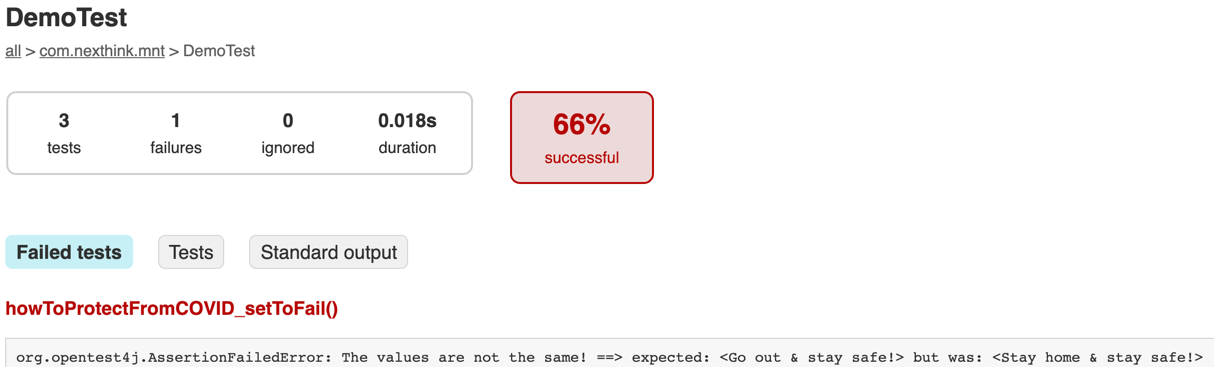 DemoTest
all > com.nexthink.mnt > DemoTest
3 1 0 0.018s 66%
tests failures ignored duration successful
Failed tests Tests Standard output
howToProtectFromCOVID_setToFail()
org.opentest4j.AssertionFailedError: The values are not the same! ==> expected: <Go out & stay safe!> but was: <Stay home & stay safe!>